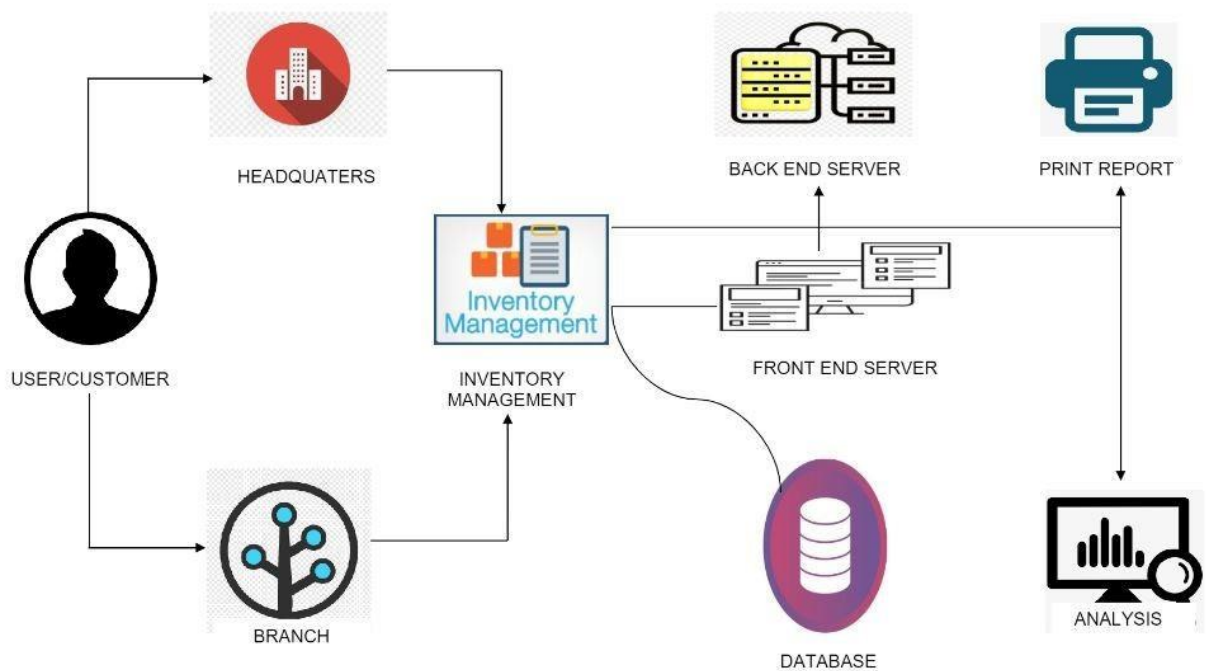 HEADQUATERS
BACK END SERVER
PRINT REPORT
Inventory
Management
USER/CUSTOMER
INVENTORY
MANAGEMENT
FRONT END SERVER
BRANCH
ANALYSIS
DATABASE